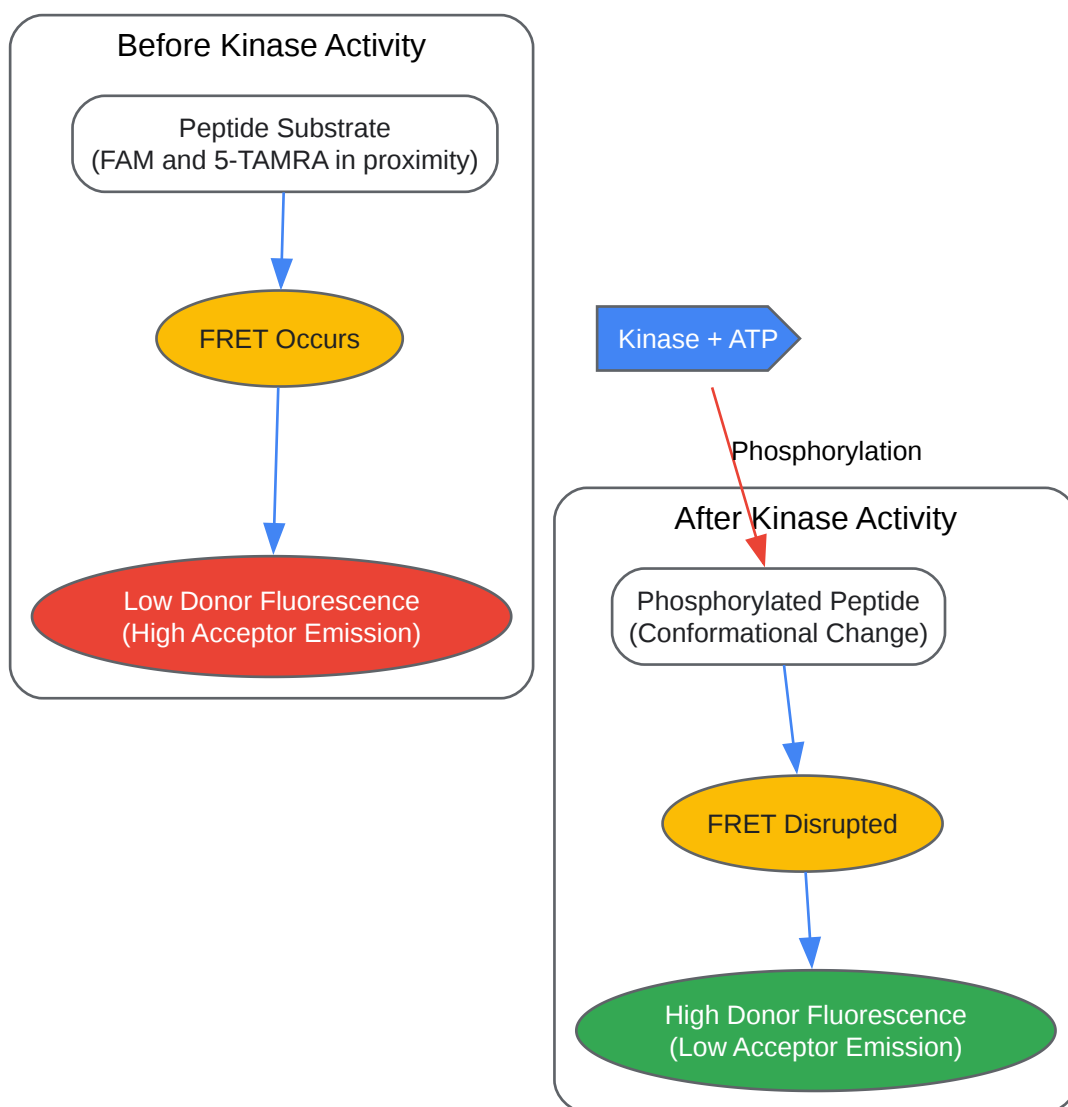 Before Kinase Activity
Peptide Substrate
(FAM and 5-TAMRA in proximity)
FRET Occurs
Low Donor Fluorescence
(High Acceptor Emission)
Kinase + ATP
Phosphorylation
After Kinase Activity
Phosphorylated Peptide
(Conformational Change)
FRET Disrupted
High Donor Fluorescence
(Low Acceptor Emission)